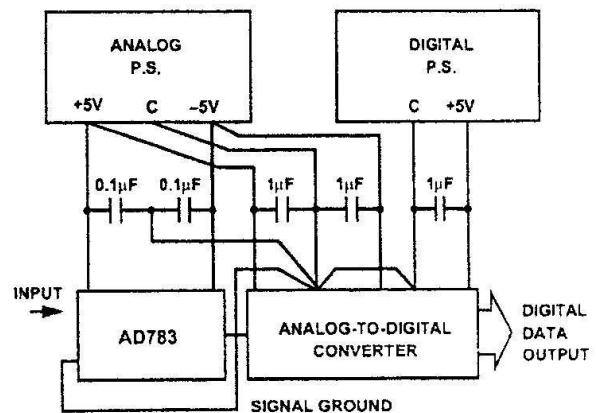 ANALOG
P.S.
+5V C –5V
DIGITAL
P.S.
C +5V
0.1µF 0.1µF 1µF 1µF 1µF
INPUT
AD783
ANALOG-TO-DIGITAL
CONVERTER
DIGITAL
DATA
OUTPUT
SIGNAL GROUND